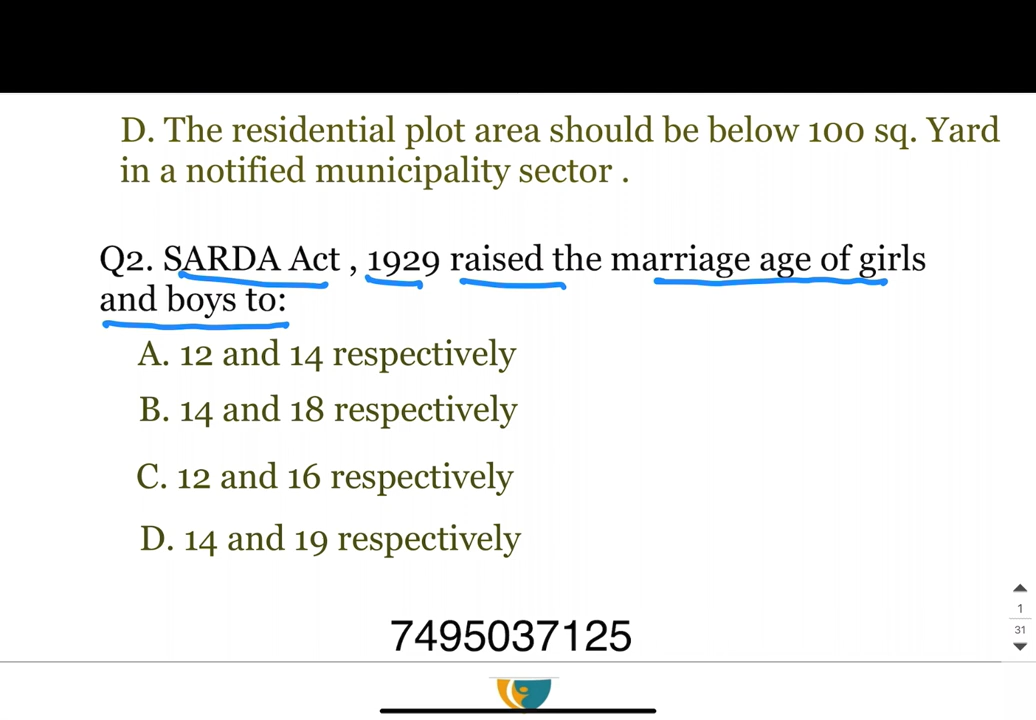 D. The residential plot area should be below 100 sq. Yard
in a notified municipality sector .
Q2. SARDA Act , 1929 raised the marriage age of girls
and boys to:
A. 12 and 14 respectively
B. 14 and 18 respectively
C. 12 and 16 respectively
D. 14 and 19 respectively
1
31
7495037125